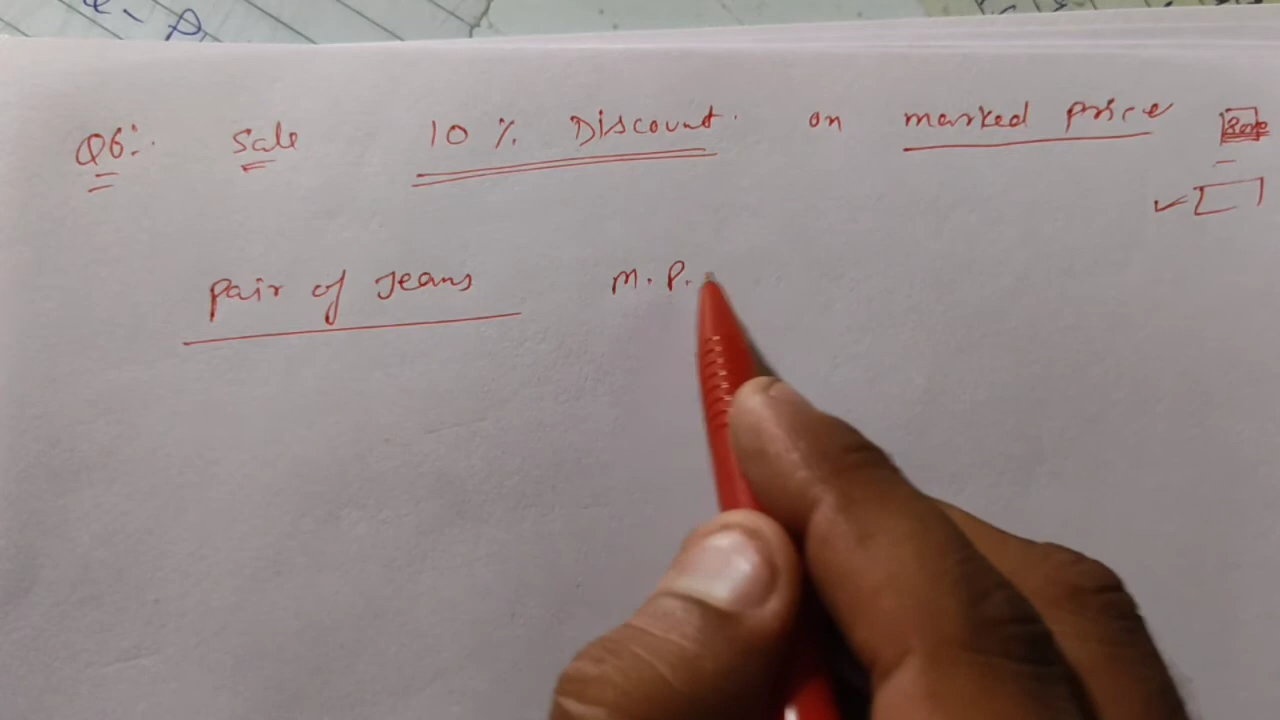 Q6:. Sale 10 % Discount. on marked price
pair of Jeans M. P.